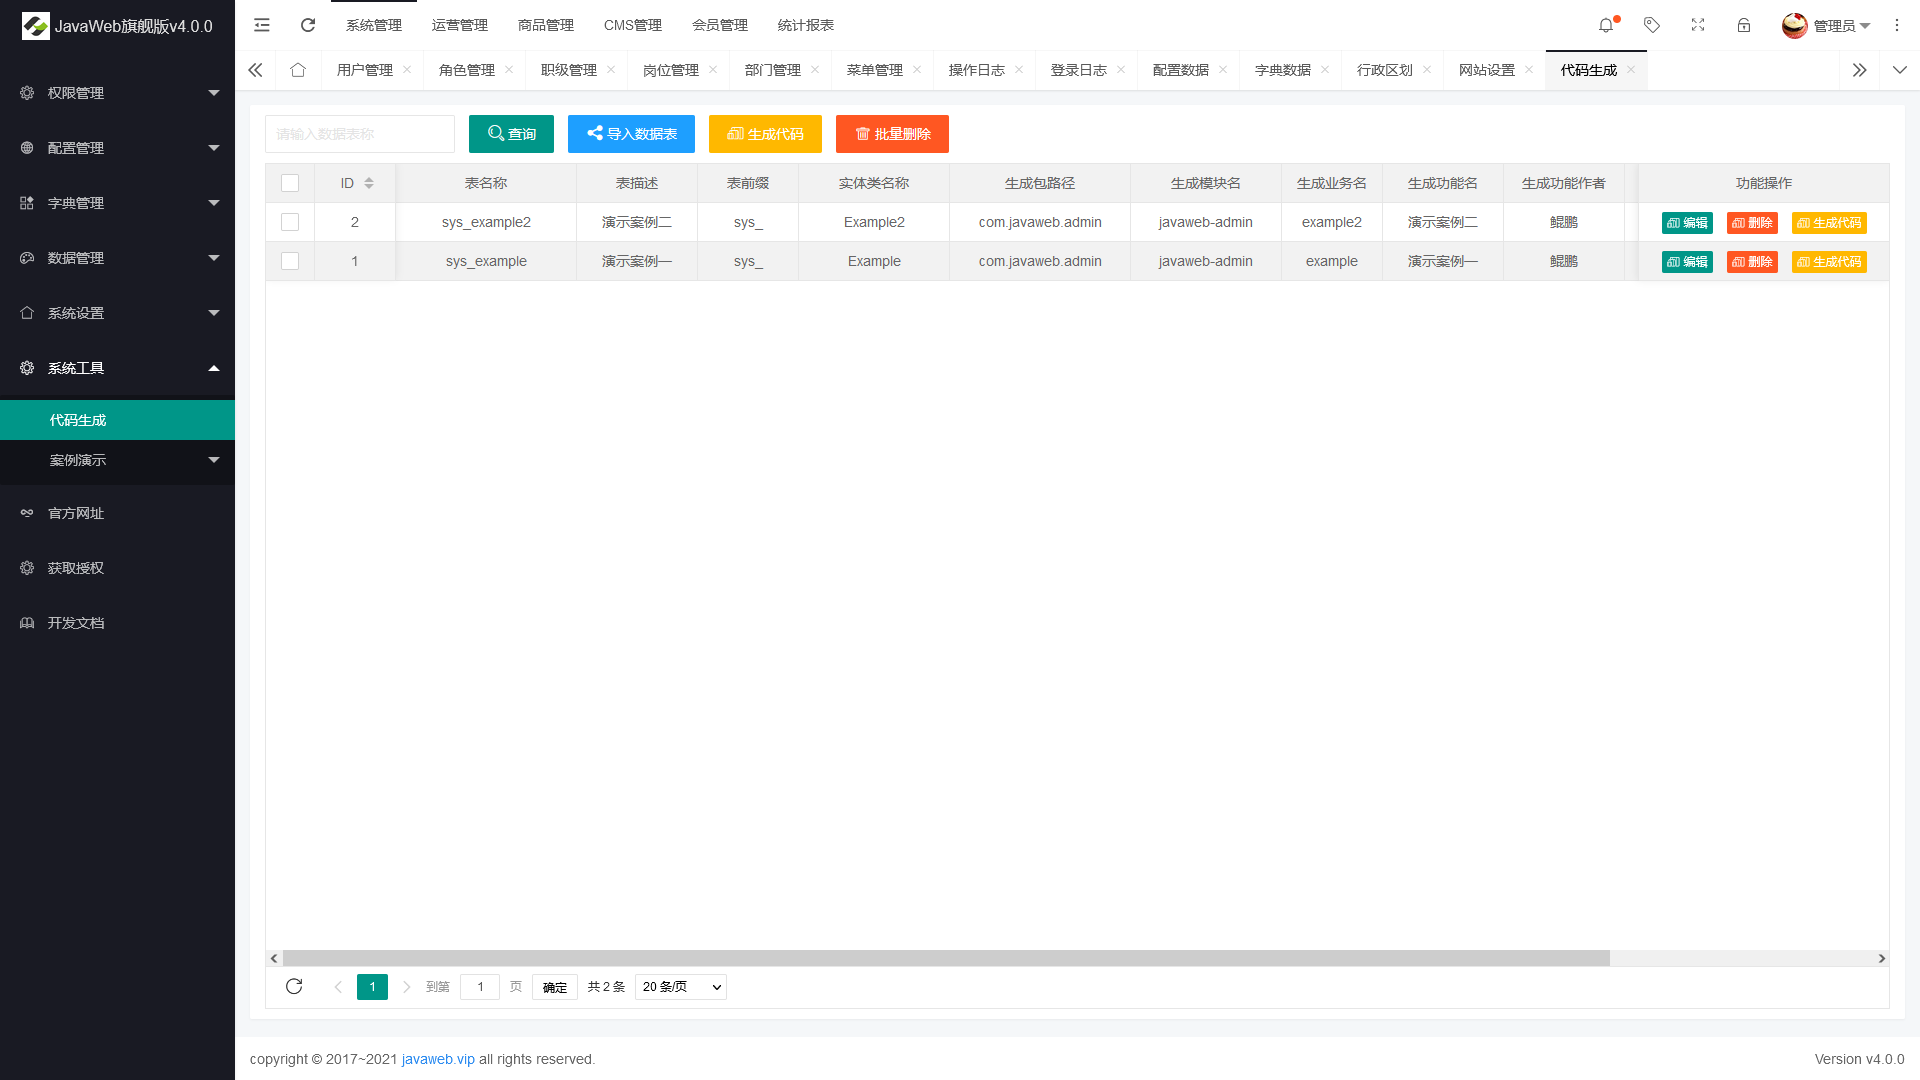 JavaWeb旗舰版v4.0.0
系统管理 运营管理 商品管理 CMS管理 会员管理 统计报表 管理员
用户管理 角色管理 职级管理 岗位管理 部门管理 菜单管理 操作日志 登录日志 配置数据 字典数据 行政区划 网站设置 代码生成
权限管理
配置管理
字典管理
数据管理
系统设置
系统工具
代码生成
案例演示
官方网址
获取授权
开发文档
请输入数据表称 查询 导入数据表 生成代码 批量删除
ID 表名称 表描述 表前缀 实体类名称 生成包路径 生成模块名 生成业务名 生成功能名 生成功能作者 功能操作
2 sys_example2 演示案例二 sys_ Example2 com.javaweb.admin javaweb-admin example2 演示案例二 鲲鹏 编辑 删除 生成代码
1 sys_example 演示案例一 sys_ Example com.javaweb.admin javaweb-admin example 演示案例一 鲲鹏 编辑 删除 生成代码
1 到第 1 页 确定 共 2 条 20 条/页
copyright © 2017~2021 javaweb.vip all rights reserved. Version v4.0.0